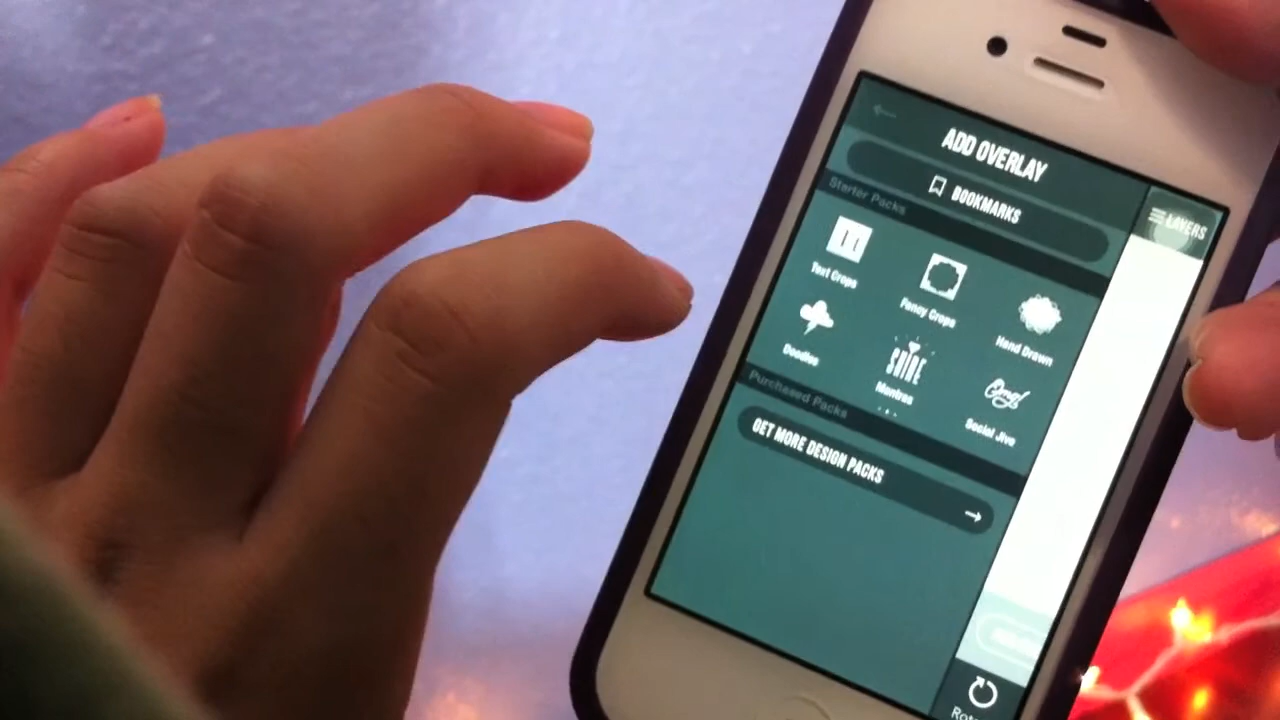 ADD OVERLAY
BOOKMARKS
LAYERS
Starter Packs
Text Crops
Fancy Crops
Hand Drawn
Doodles
SHINE
Mantras
omg!
Social Jive
Purchased Packs
GET MORE DESIGN PACKS